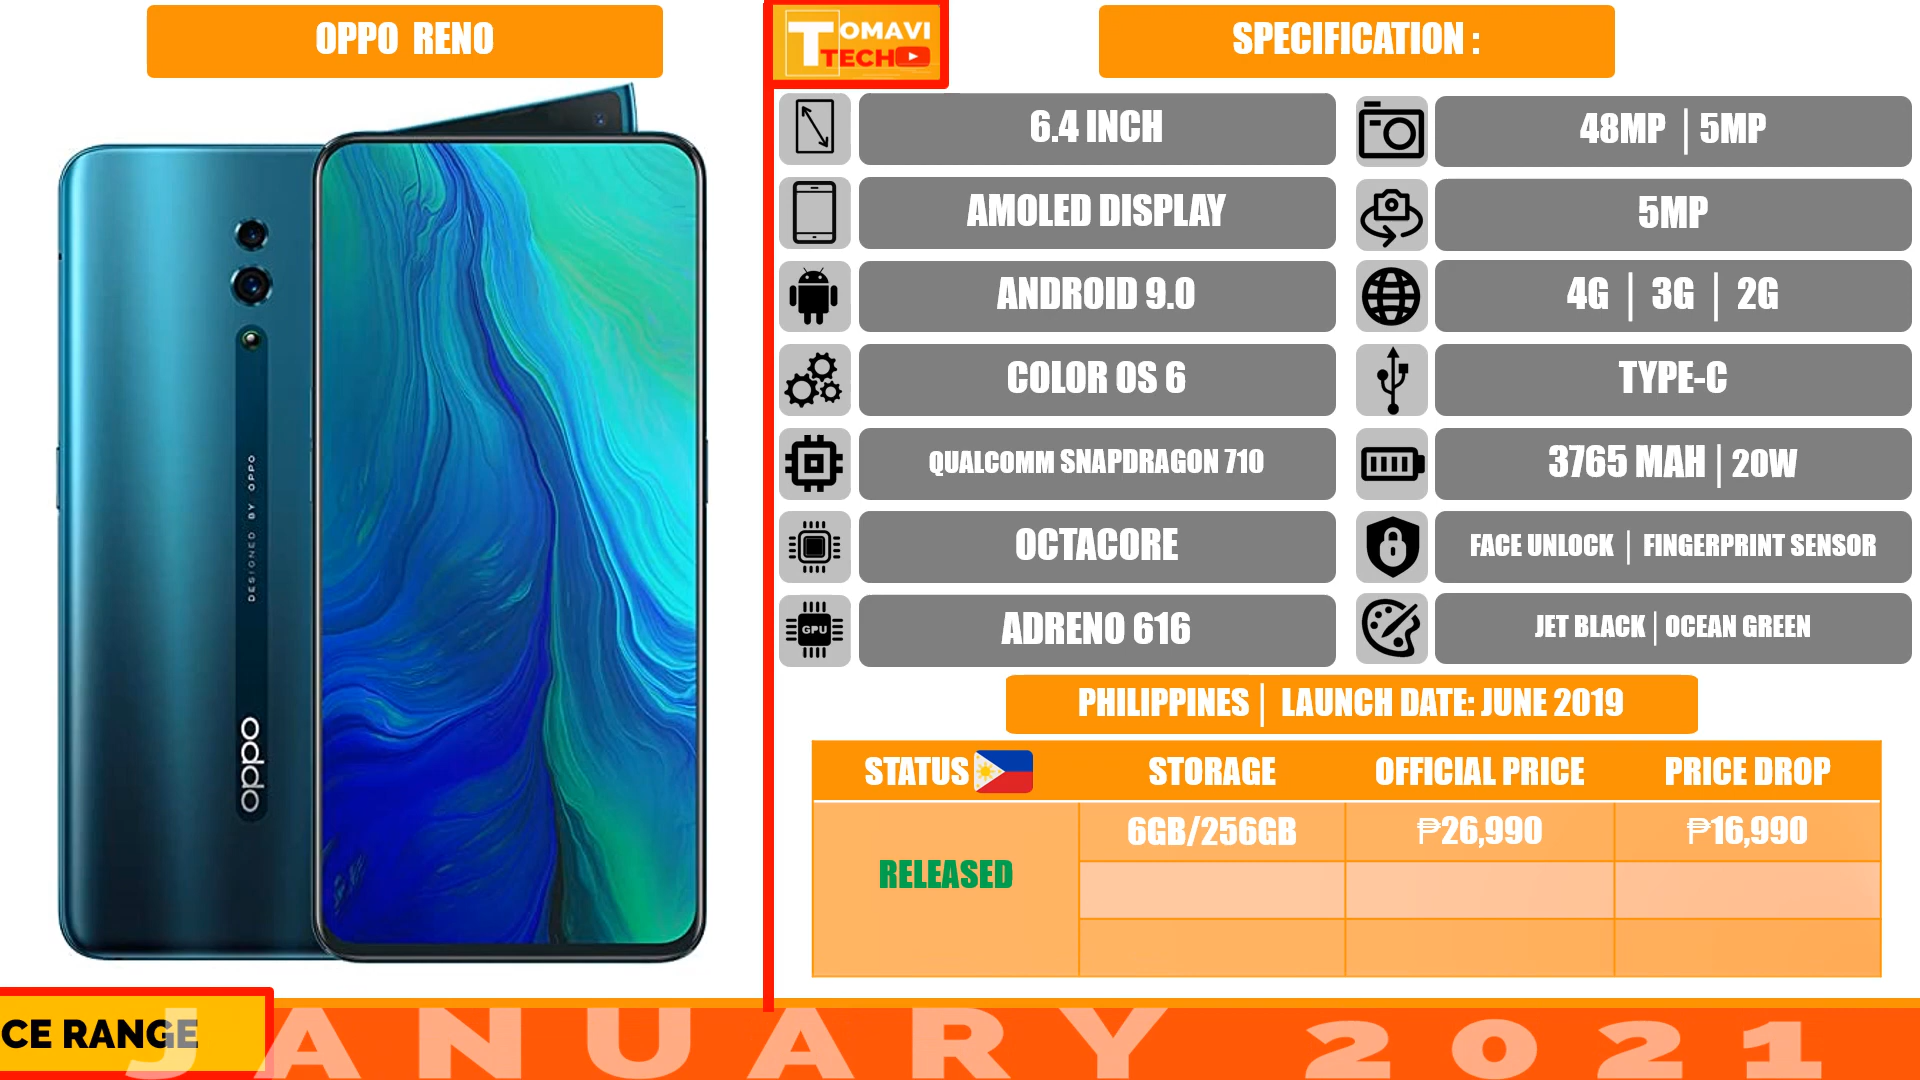 OPPO RENO
DESIGNED BY OPPO
oppo
TOMAVI
TECH
SPECIFICATION :
6.4 INCH
AMOLED DISPLAY
ANDROID 9.0
COLOR OS 6
QUALCOMM SNAPDRAGON 710
OCTACORE
GPU
ADRENO 616
48MP | 5MP
5MP
4G | 3G | 2G
TYPE-C
3765 MAH | 20W
FACE UNLOCK | FINGERPRINT SENSOR
JET BLACK | OCEAN GREEN
PHILIPPINES | LAUNCH DATE: JUNE 2019
STATUS STORAGE OFFICIAL PRICE PRICE DROP
RELEASED 6GB/256GB ₱26,990 ₱16,990
CE RANGE
JANUARY 2021